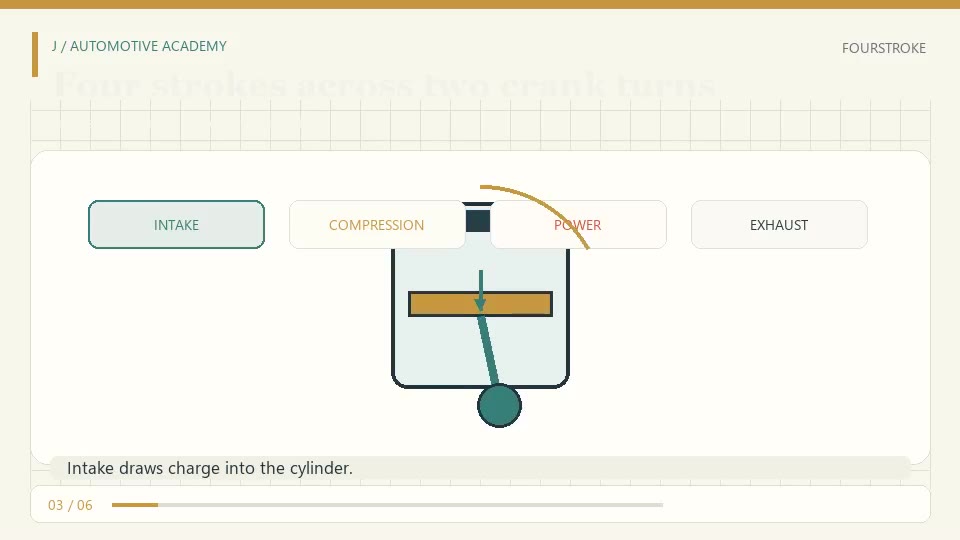 J / AUTOMOTIVE ACADEMY
FOURSTROKE
Four strokes across two crank turns
INTAKE
COMPRESSION
POWER
EXHAUST
Intake draws charge into the cylinder.
03 / 06